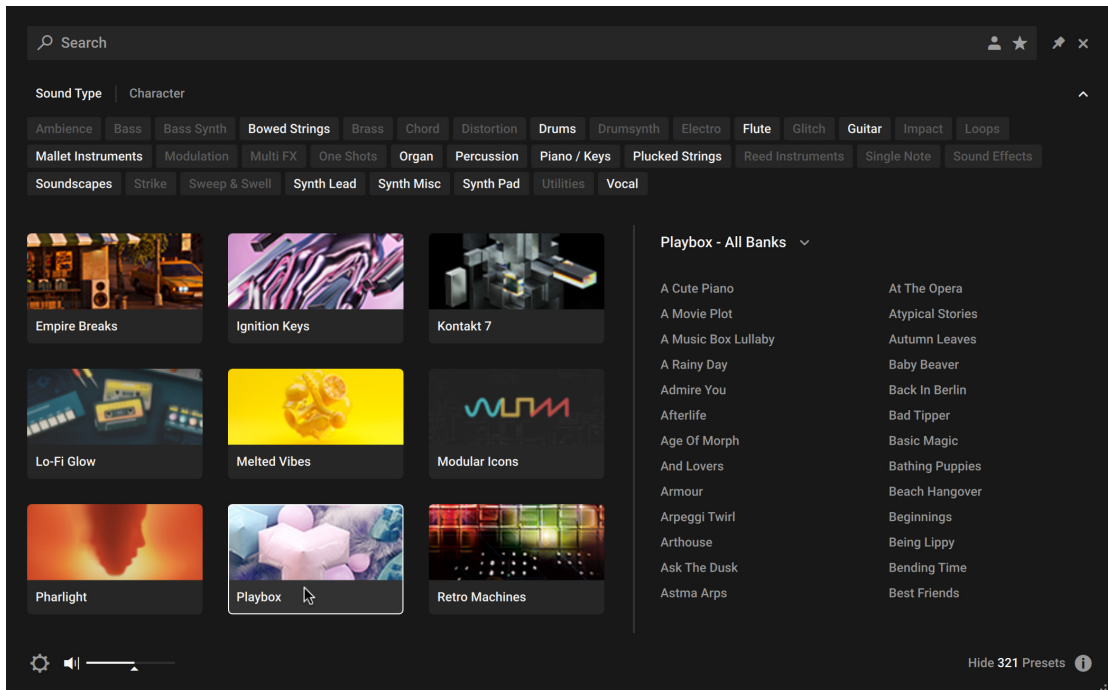 Search
Sound Type Character
Ambience Bass Bass Synth Bowed Strings Brass Chord Distortion Drums Drumsynth Electro Flute Glitch Guitar Impact Loops
Mallet Instruments Modulation Multi FX One Shots Organ Percussion Piano / Keys Plucked Strings Reed Instruments Single Note Sound Effects
Soundscapes Strike Sweep & Swell Synth Lead Synth Misc Synth Pad Utilities Vocal
Empire Breaks Ignition Keys Kontakt 7
Lo-Fi Glow Melted Vibes Modular Icons
Pharlight Playbox Retro Machines
Playbox - All Banks
A Cute Piano
A Movie Plot
A Music Box Lullaby
A Rainy Day
Admire You
Afterlife
Age Of Morph
And Lovers
Armour
Arpeggi Twirl
Arthouse
Ask The Dusk
Astma Arps
At The Opera
Atypical Stories
Autumn Leaves
Baby Beaver
Back In Berlin
Bad Tipper
Basic Magic
Bathing Puppies
Beach Hangover
Beginnings
Being Lippy
Bending Time
Best Friends
Hide 321 Presets